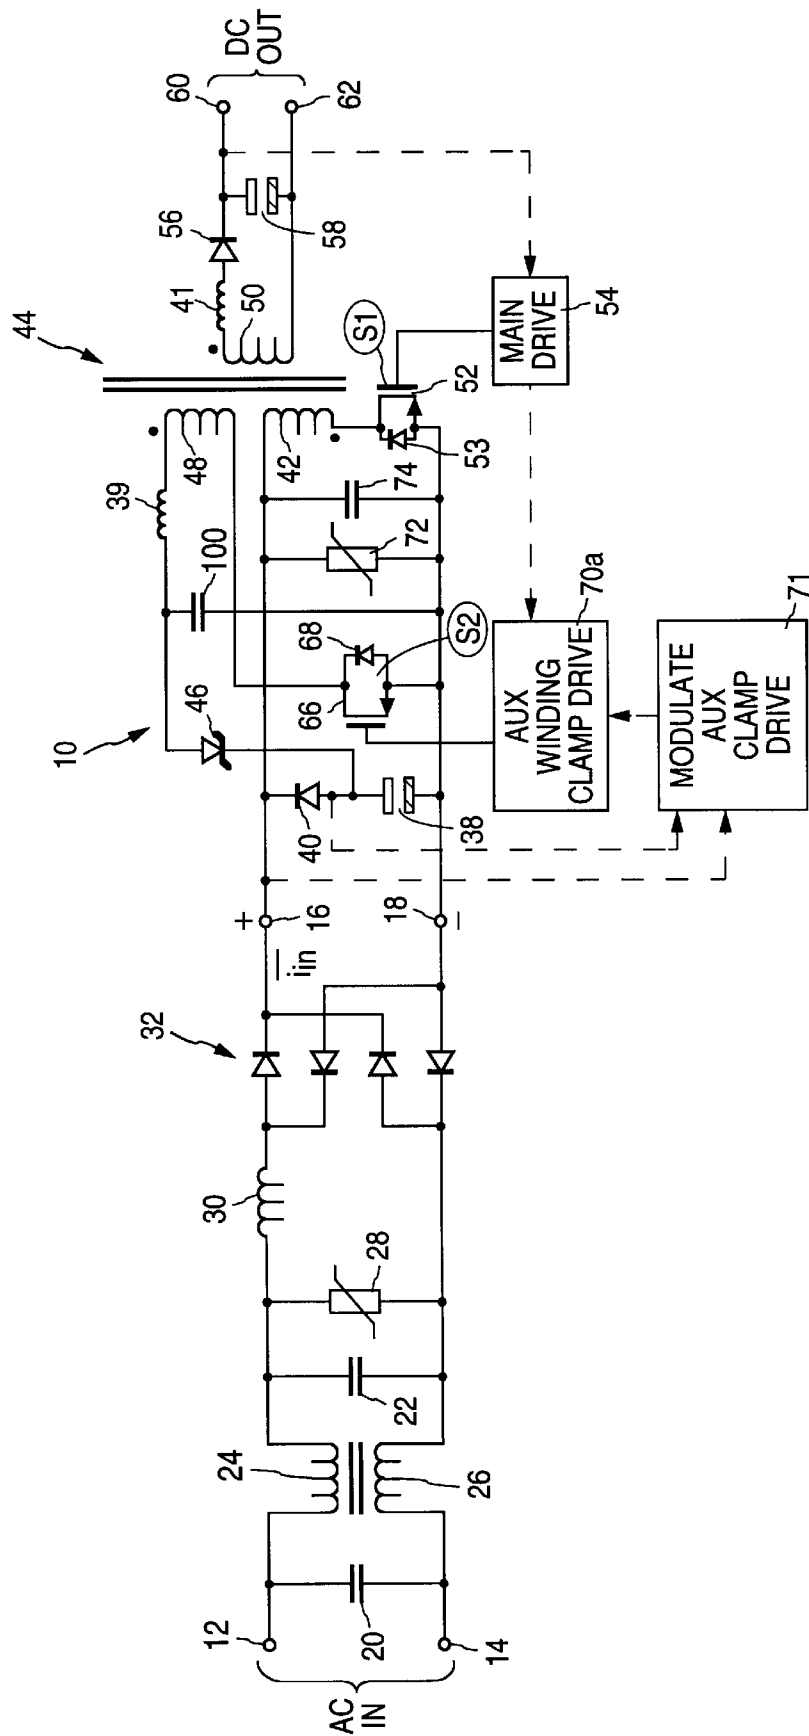 AC
IN
12
14
20
24
26
22
28
30
32
i̅in
+
16
18
−
10
40
38
46
100
39
48
44
66
68
S2
72
74
42
53
52
S1
41
50
56
58
60
62
DC
OUT
MAIN
DRIVE
54
AUX
WINDING
CLAMP DRIVE
70a
MODULATE
AUX
CLAMP
DRIVE
71